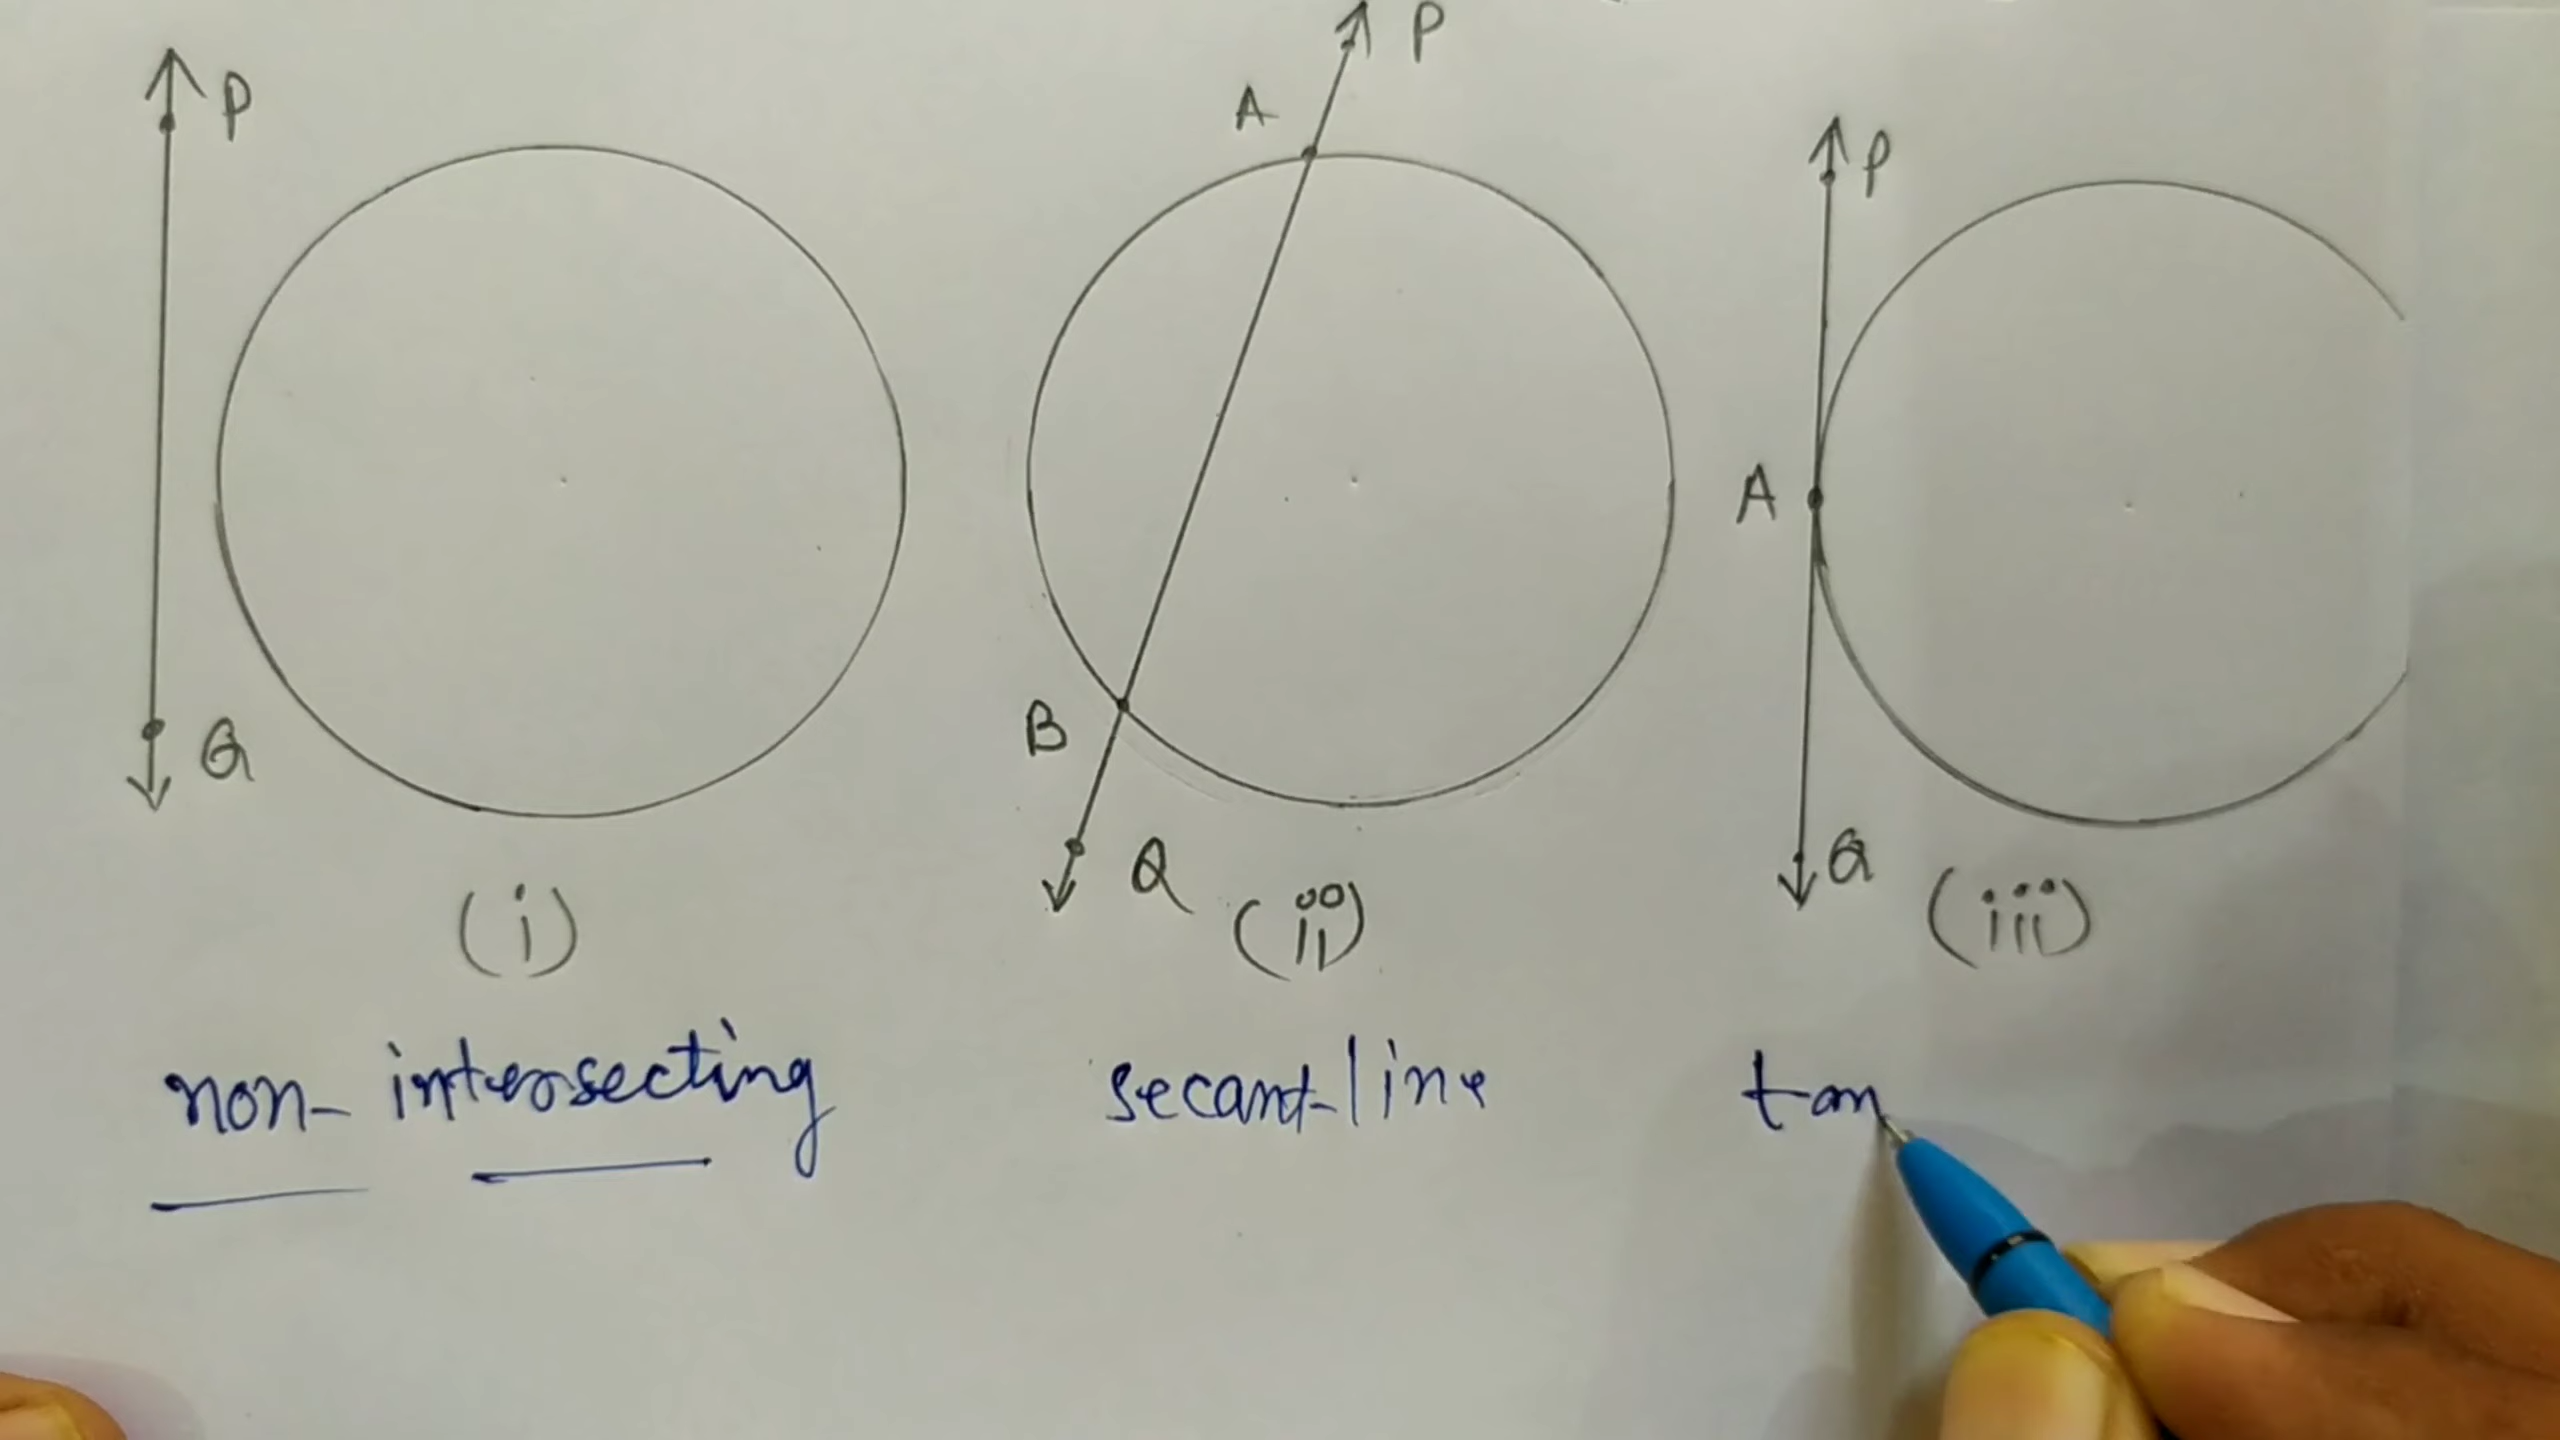 P
P
A
P
A
B
Q
Q
Q
(i)
(ii)
(iii)
non-intersecting
secant-line
tan